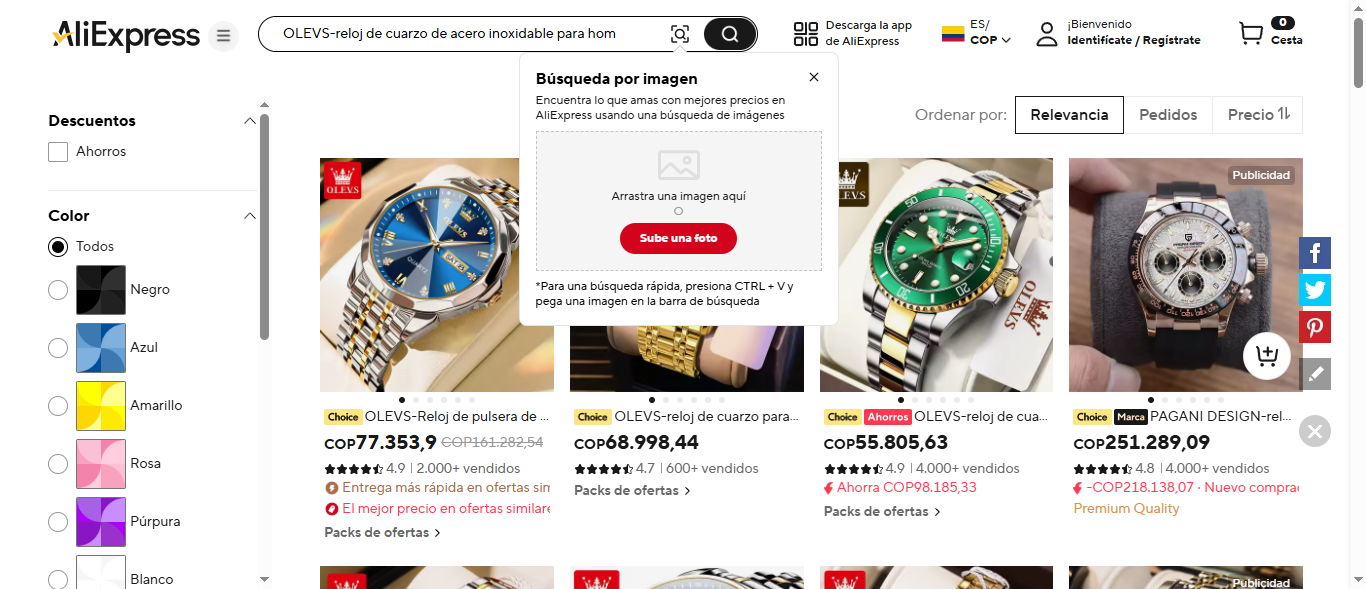 AliExpress
OLEVS-reloj de cuarzo de acero inoxidable para hom
Descarga la app
de AliExpress
ES/
COP
¡Bienvenido
Identifícate / Regístrate
0
Cesta
Búsqueda por imagen
Encuentra lo que amas con mejores precios en
AliExpress usando una búsqueda de imágenes
Arrastra una imagen aquí
O
Sube una foto
*Para una búsqueda rápida, presiona CTRL + V y
pega una imagen en la barra de búsqueda
Descuentos
Ahorros
Color
Todos
Negro
Azul
Amarillo
Rosa
Púrpura
Blanco
Ordenar por:
Relevancia
Pedidos
Precio
OLEVS
OLEVS
QUARTZ
Publicidad
OLEVS
Choice OLEVS-Reloj de pulsera de ...
COP77.353,9 COP161.282,54
4.9 | 2.000+ vendidos
Entrega más rápida en ofertas sim
El mejor precio en ofertas similare
Packs de ofertas
Choice OLEVS-reloj de cuarzo para...
COP68.998,44
4.7 | 600+ vendidos
Packs de ofertas
Choice Ahorros OLEVS-reloj de cua...
COP55.805,63
4.9 | 4.000+ vendidos
Ahorra COP98.185,33
Packs de ofertas
Choice Marca PAGANI DESIGN-rel...
COP251.289,09
4.8 | 4.000+ vendidos
-COP218.138,07 · Nuevo comprad
Premium Quality
Publicidad